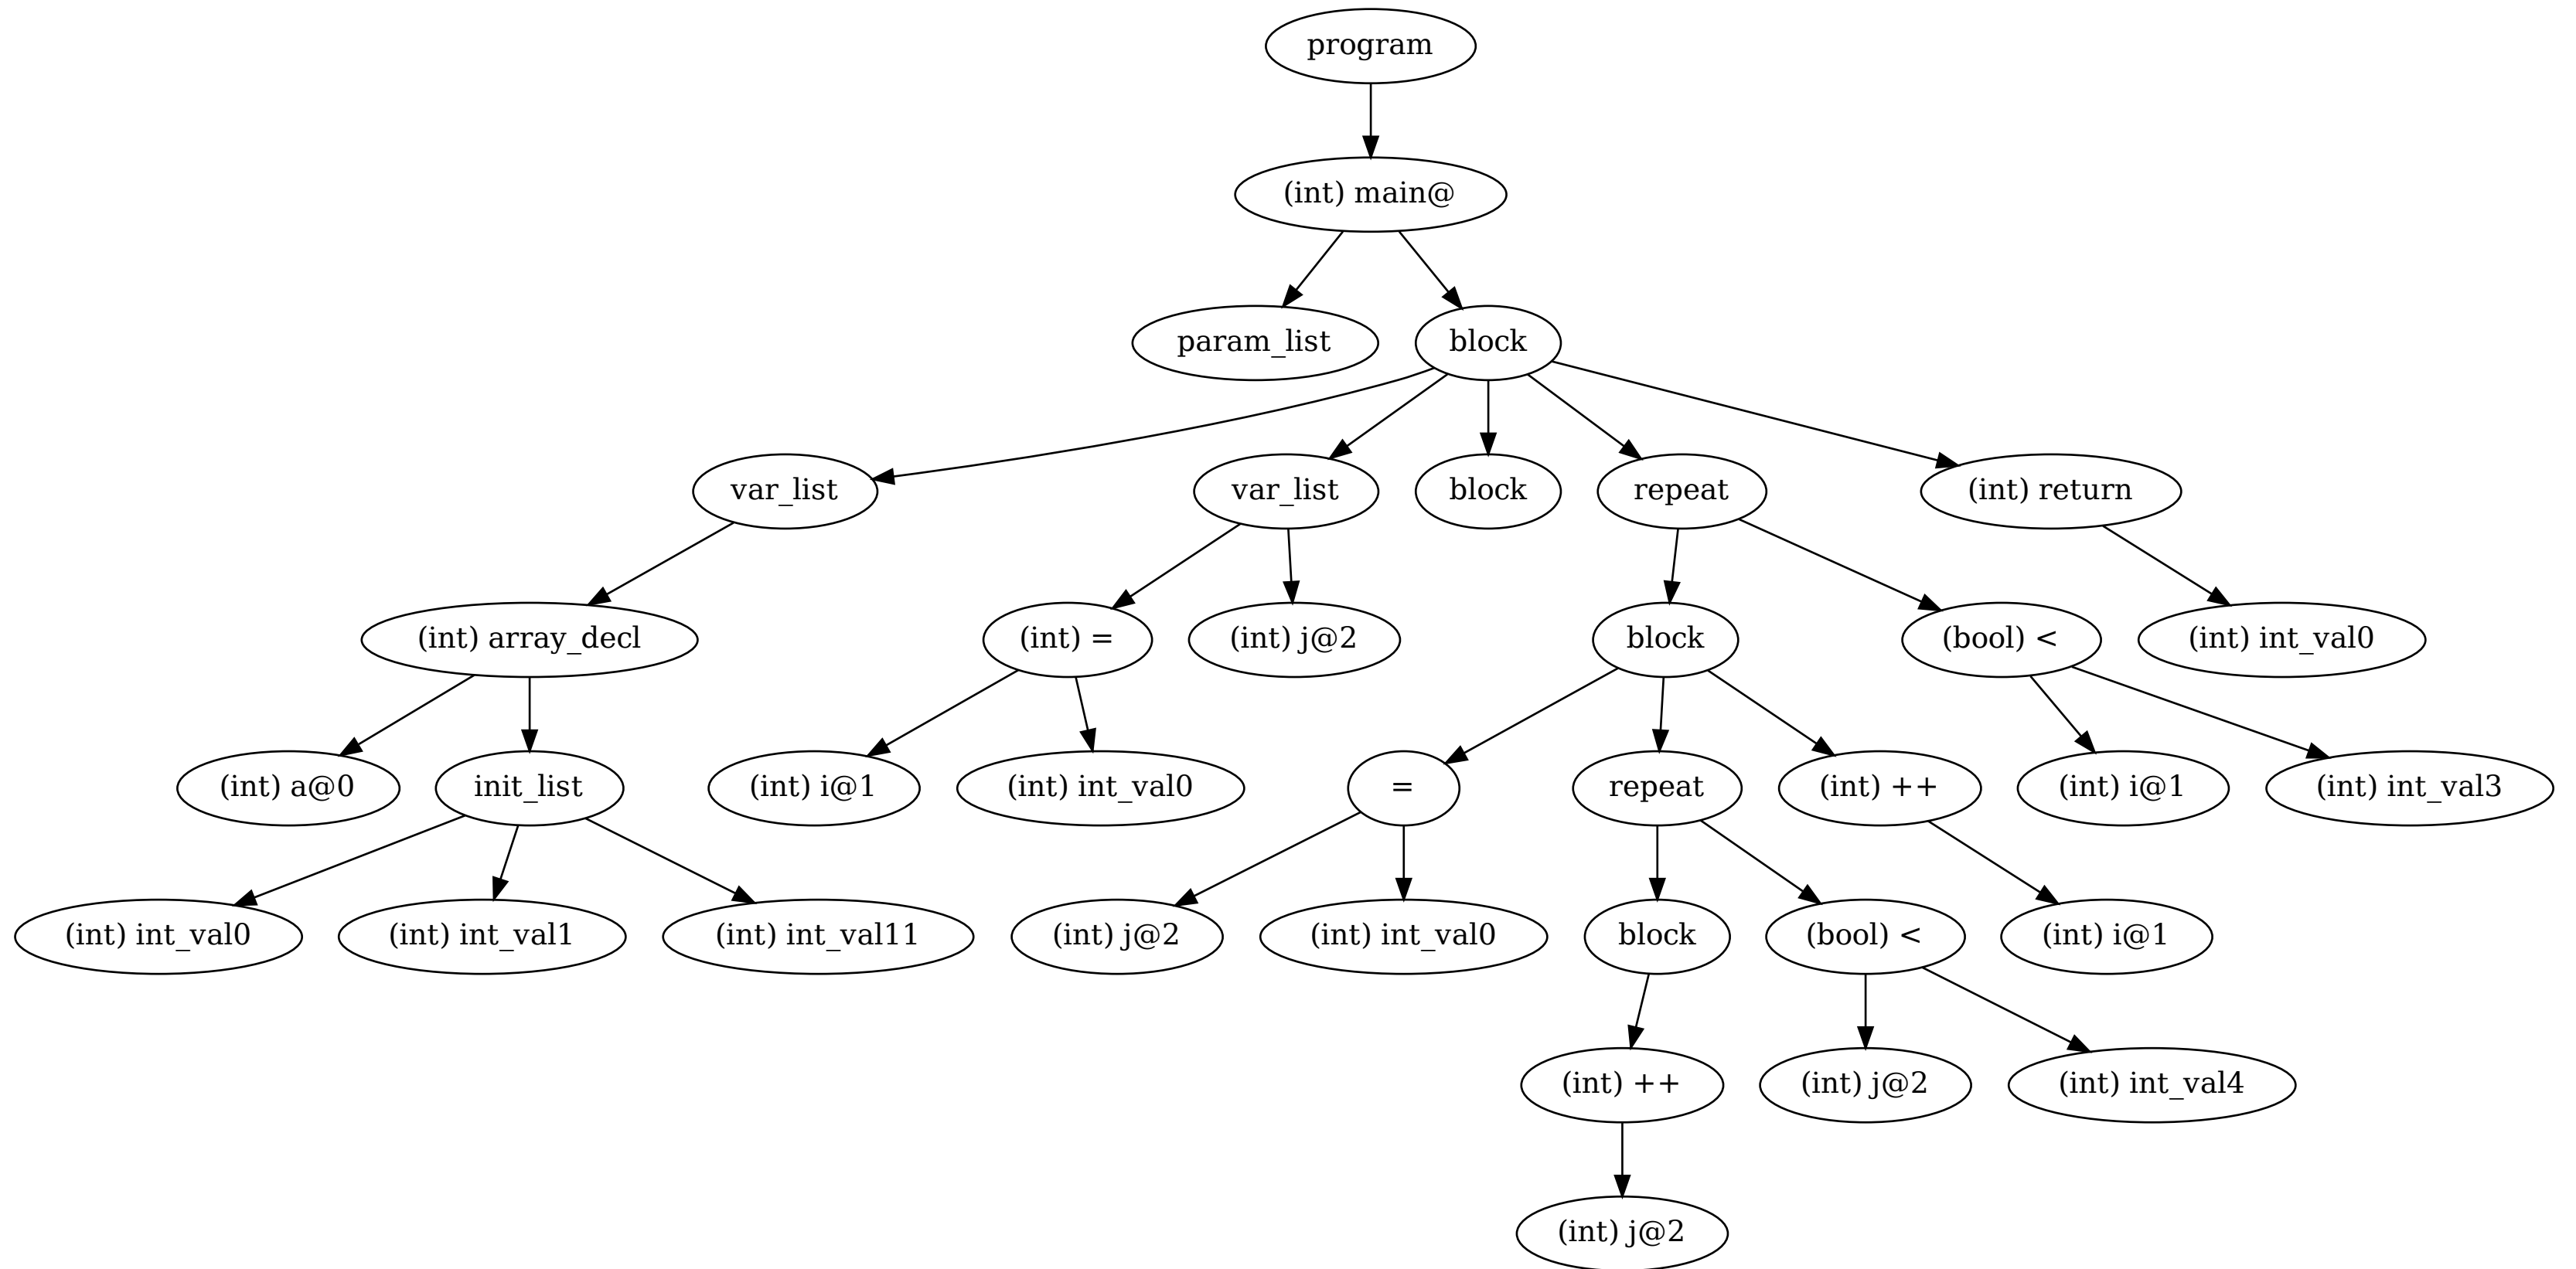 program
(int) main@
param_list
block
var_list
var_list
block
repeat
(int) return
(int) array_decl
(int) =
(int) j@2
block
(bool) <
(int) int_val0
(int) a@0
init_list
(int) i@1
(int) int_val0
=
repeat
(int) ++
(int) i@1
(int) int_val3
(int) int_val0
(int) int_val1
(int) int_val11
(int) j@2
(int) int_val0
block
(bool) <
(int) i@1
(int) ++
(int) j@2
(int) int_val4
(int) j@2